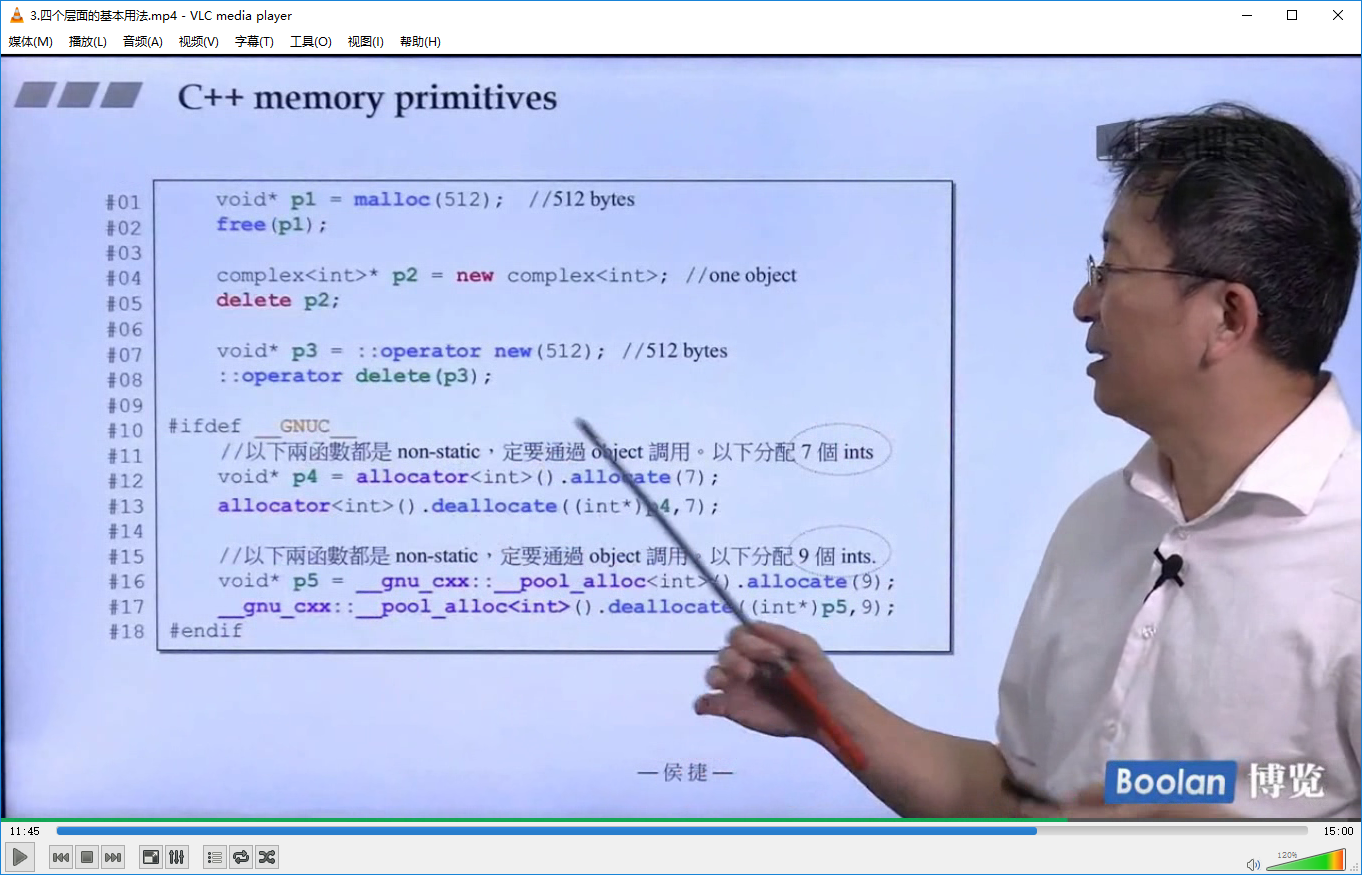 3.四个层面的基本用法.mp4 - VLC media player
媒体(M) 播放(L) 音频(A) 视频(V) 字幕(T) 工具(O) 视图(I) 帮助(H)
C++ memory primitives
云课堂
#01 void* p1 = malloc(512); //512 bytes
#02 free(p1);
#03
#04 complex<int>* p2 = new complex<int>; //one object
#05 delete p2;
#06
#07 void* p3 = ::operator new(512); //512 bytes
#08 ::operator delete(p3);
#09
#10 #ifdef __GNUC__
#11 //以下兩函數都是 non-static，定要通過 object 調用。以下分配 7 個 ints
#12 void* p4 = allocator<int>().allocate(7);
#13 allocator<int>().deallocate((int*)p4,7);
#14
#15 //以下兩函數都是 non-static，定要通過 object 調用。以下分配 9 個 ints.
#16 void* p5 = __gnu_cxx::__pool_alloc<int>().allocate(9);
#17 __gnu_cxx::__pool_alloc<int>().deallocate((int*)p5,9);
#18 #endif
—侯捷—
Boolan 博览
11:45 15:00
120%